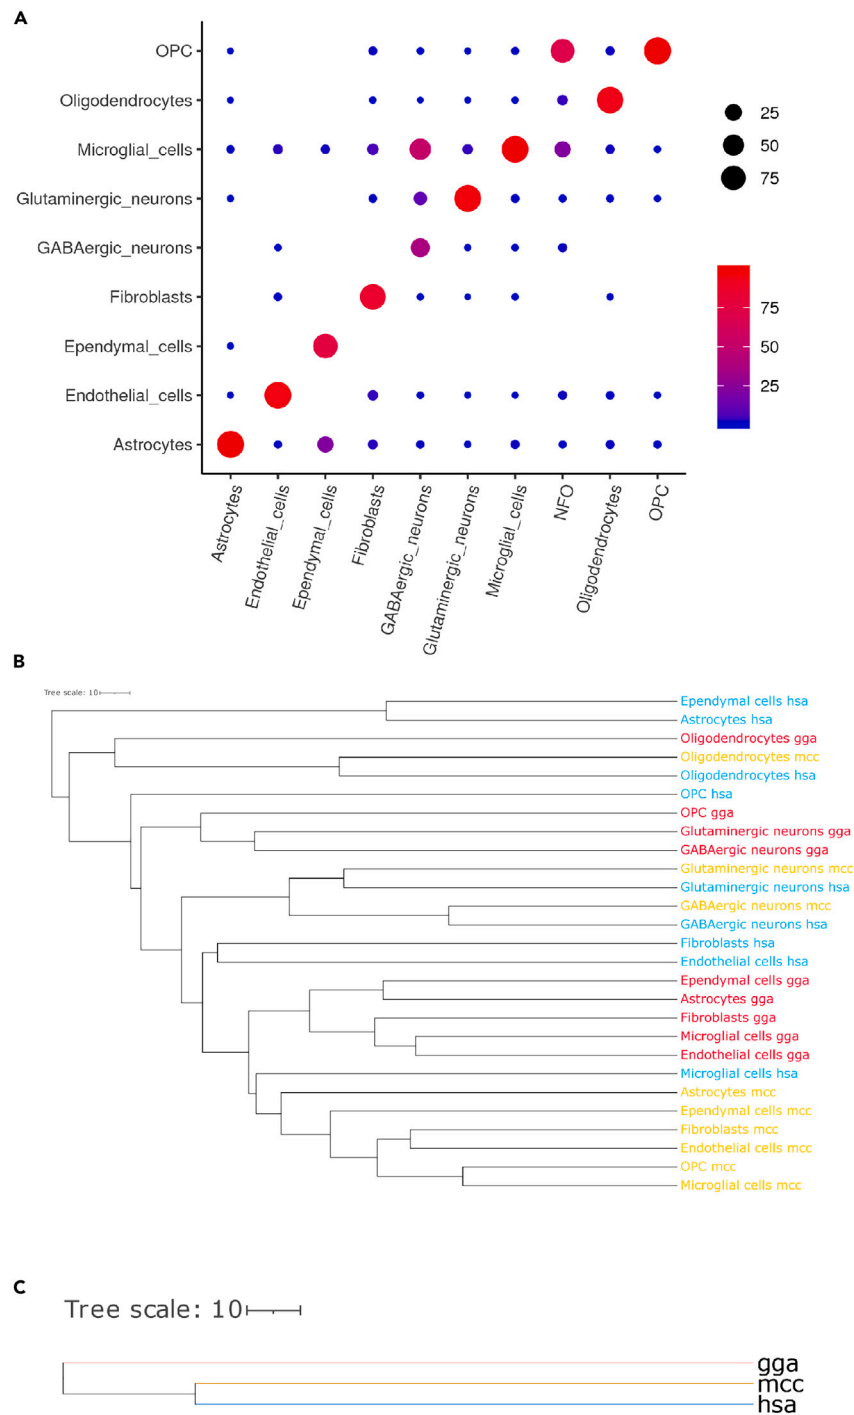 A
OPC
Oligodendrocytes
Microglial_cells
Glutaminergic_neurons
GABAergic_neurons
Fibroblasts
Ependymal_cells
Endothelial_cells
Astrocytes
Astrocytes
Endothelial_cells
Ependymal_cells
Fibroblasts
GABAergic_neurons
Glutaminergic_neurons
Microglial_cells
NFO
Oligodendrocytes
OPC
25
50
75
75
50
25
B
Tree scale: 10
Ependymal cells hsa
Astrocytes hsa
Oligodendrocytes gga
Oligodendrocytes mcc
Oligodendrocytes hsa
OPC hsa
OPC gga
Glutaminergic neurons gga
GABAergic neurons gga
Glutaminergic neurons mcc
Glutaminergic neurons hsa
GABAergic neurons mcc
GABAergic neurons hsa
Fibroblasts hsa
Endothelial cells hsa
Ependymal cells gga
Astrocytes gga
Fibroblasts gga
Microglial cells gga
Endothelial cells gga
Microglial cells hsa
Astrocytes mcc
Ependymal cells mcc
Fibroblasts mcc
Endothelial cells mcc
OPC mcc
Microglial cells mcc
C
Tree scale: 10
gga
mcc
hsa